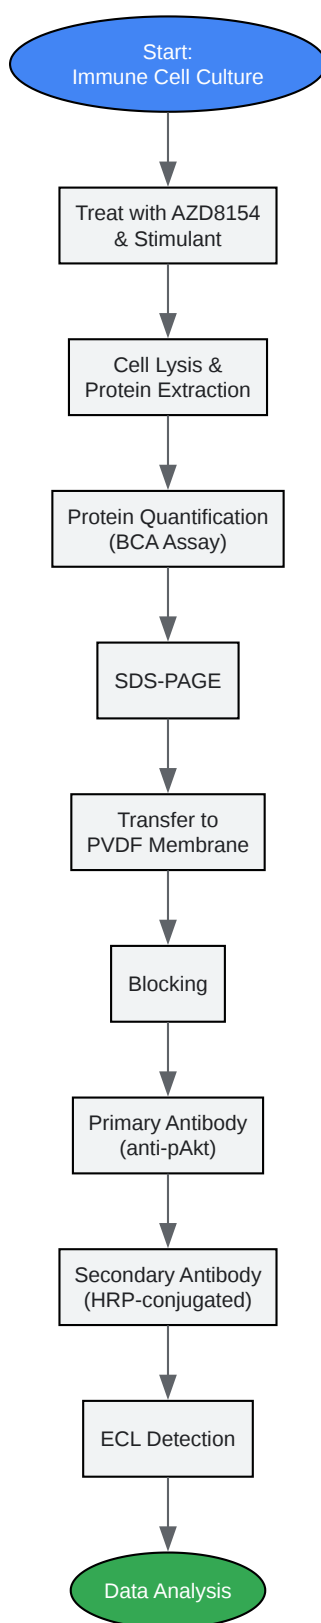 Start:
Immune Cell Culture
Treat with AZD8154
& Stimulant
Cell Lysis &
Protein Extraction
Protein Quantification
(BCA Assay)
SDS-PAGE
Transfer to
PVDF Membrane
Blocking
Primary Antibody
(anti-pAkt)
Secondary Antibody
(HRP-conjugated)
ECL Detection
Data Analysis